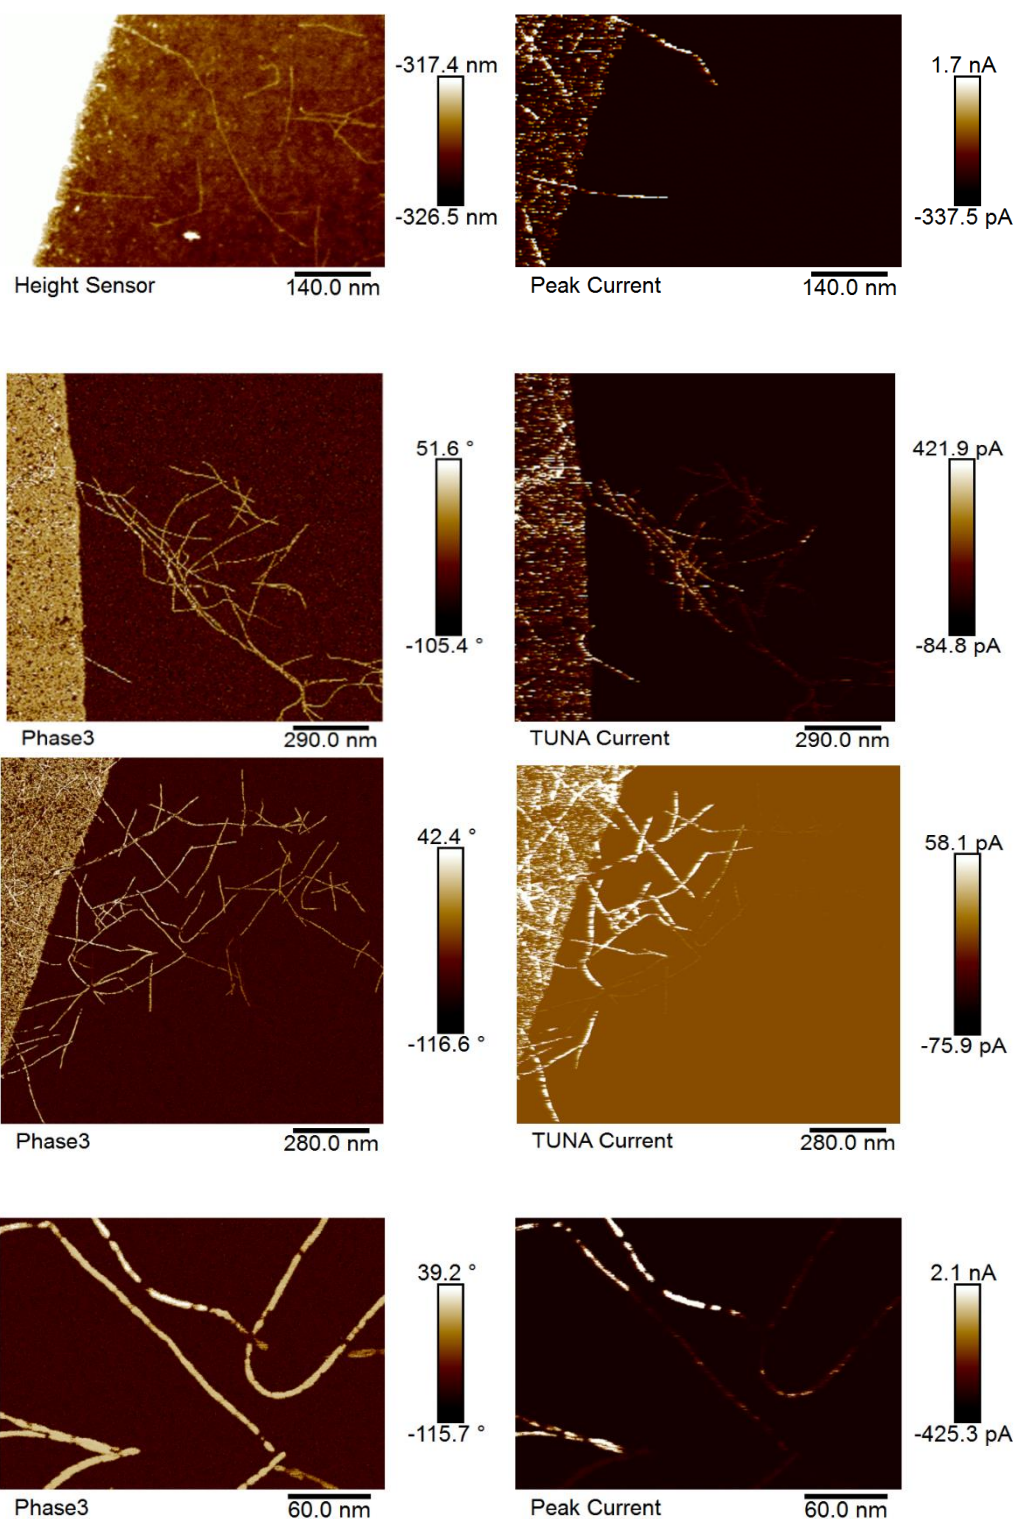 -317.4 nm
-326.5 nm
Height Sensor
140.0 nm
1.7 nA
-337.5 pA
Peak Current
140.0 nm
51.6 °
-105.4 °
Phase3
290.0 nm
421.9 pA
-84.8 pA
TUNA Current
290.0 nm
42.4 °
-116.6 °
Phase3
280.0 nm
58.1 pA
-75.9 pA
TUNA Current
280.0 nm
39.2 °
-115.7 °
Phase3
60.0 nm
2.1 nA
-425.3 pA
Peak Current
60.0 nm